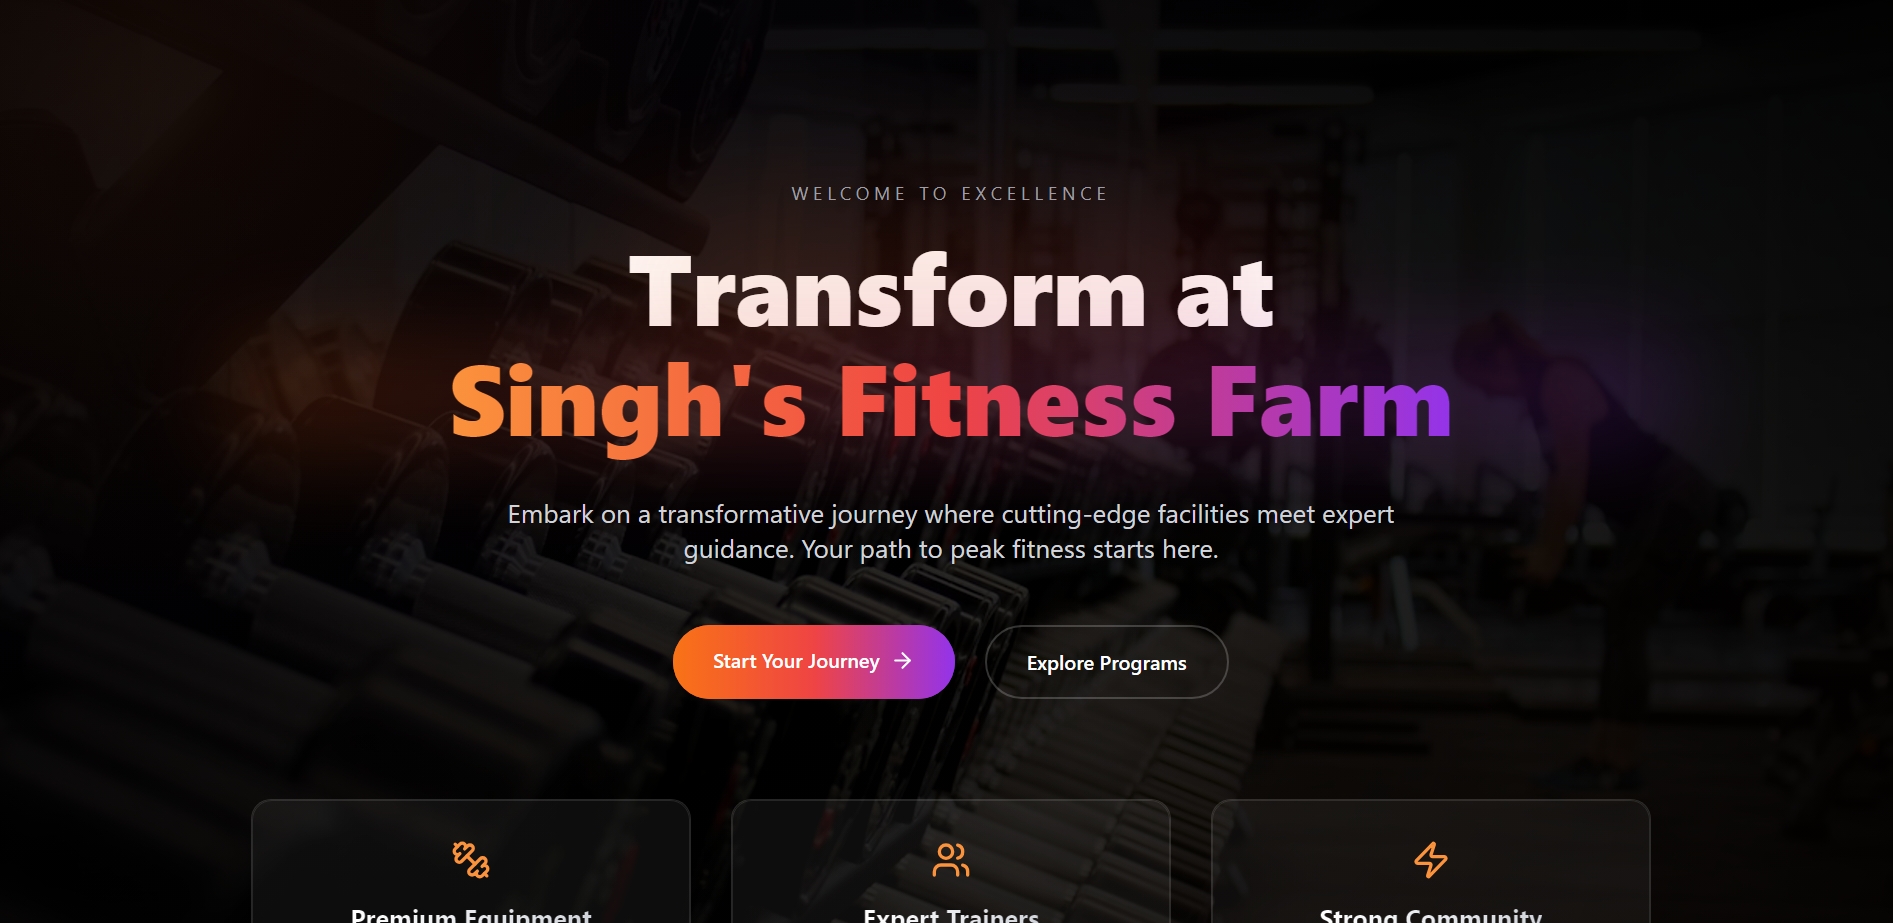 WELCOME TO EXCELLENCE
Transform at
Singh's Fitness Farm
Embark on a transformative journey where cutting-edge facilities meet expert
guidance. Your path to peak fitness starts here.
Start Your Journey →
Explore Programs
Premium Equipment
Expert Trainers
Strong Community